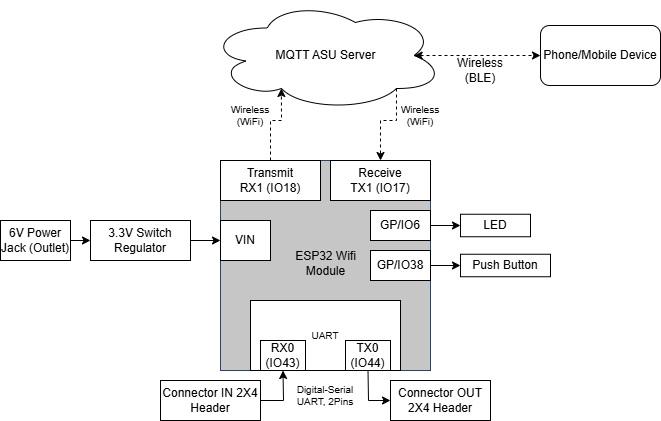 MQTT ASU Server
Wireless
(BLE)
Phone/Mobile Device
Wireless
(WiFi)
Wireless
(WiFi)
Transmit
RX1 (IO18)
Receive
TX1 (IO17)
6V Power
Jack (Outlet)
3.3V Switch
Regulator
VIN
GP/IO6
LED
ESP32 Wifi
Module
GP/IO38
Push Button
UART
RX0
(IO43)
TX0
(IO44)
Connector IN 2X4
Header
Digital-Serial
UART, 2Pins
Connector OUT
2X4 Header